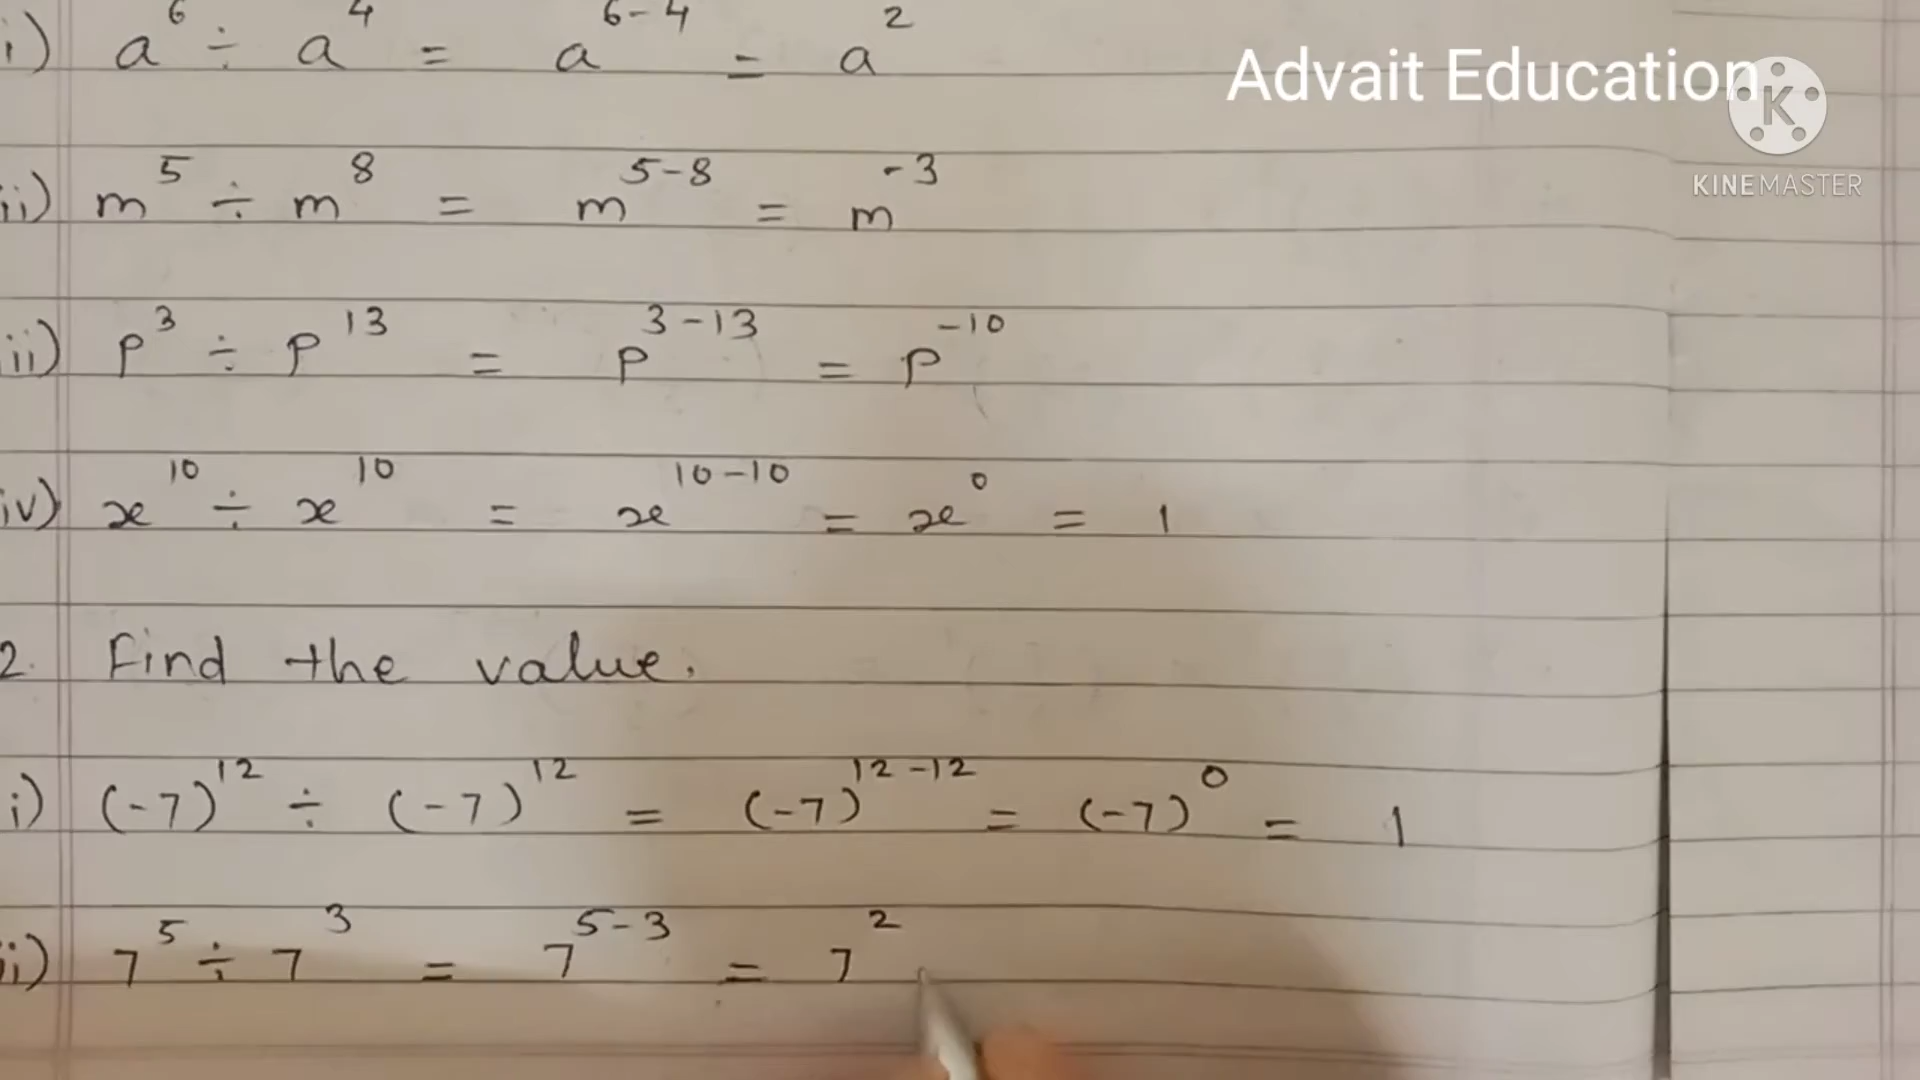 i) a⁶ ÷ a⁴ = a⁶⁻⁴ = a²
Advait Education
KINEMASTER
ii) m⁵ ÷ m⁸ = m⁵⁻⁸ = m⁻³
iii) P³ ÷ P¹³ = P³⁻¹³ = P⁻¹⁰
iv) x¹⁰ ÷ x¹⁰ = x¹⁰⁻¹⁰ = x⁰ = 1
2. Find the value.
i) (-7)¹² ÷ (-7)¹² = (-7)¹²⁻¹² = (-7)⁰ = 1
ii) 7⁵ ÷ 7³ = 7⁵⁻³ = 7²